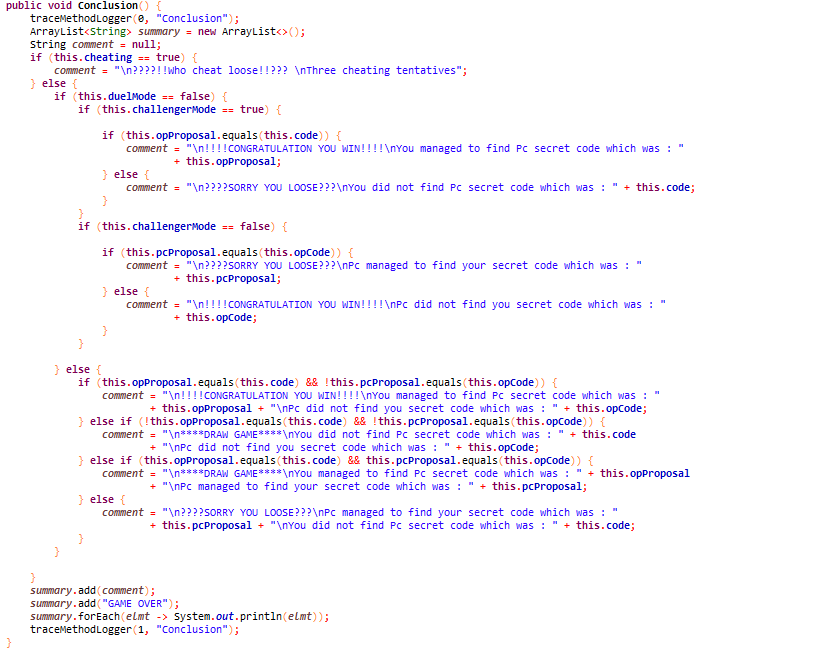 public void Conclusion() {
    traceMethodLogger(0, "Conclusion");
    ArrayList<String> summary = new ArrayList<>();
    String comment = null;
    if (this.cheating == true) {
        comment = "\n????!!Who cheat loose!!??? \nThree cheating tentatives";
    } else {
        if (this.duelMode == false) {
            if (this.challengerMode == true) {

                if (this.opProposal.equals(this.code)) {
                    comment = "\n!!!!CONGRATULATION YOU WIN!!!!\nYou managed to find Pc secret code which was : "
                            + this.opProposal;
                } else {
                    comment = "\n????SORRY YOU LOOSE???\nYou did not find Pc secret code which was : " + this.code;
                }
            }
            if (this.challengerMode == false) {

                if (this.pcProposal.equals(this.opCode)) {
                    comment = "\n????SORRY YOU LOOSE???\nPc managed to find your secret code which was : "
                            + this.pcProposal;
                } else {
                    comment = "\n!!!!CONGRATULATION YOU WIN!!!!\nPc did not find you secret code which was : "
                            + this.opCode;
                }
            }

        } else {
            if (this.opProposal.equals(this.code) && !this.pcProposal.equals(this.opCode)) {
                comment = "\n!!!!CONGRATULATION YOU WIN!!!!\nYou managed to find Pc secret code which was : "
                        + this.opProposal + "\nPc did not find you secret code which was : " + this.opCode;
            } else if (!this.opProposal.equals(this.code) && !this.pcProposal.equals(this.opCode)) {
                comment = "\n****DRAW GAME****\nYou did not find Pc secret code which was : " + this.code
                        + "\nPc did not find you secret code which was : " + this.opCode;
            } else if (this.opProposal.equals(this.code) && this.pcProposal.equals(this.opCode)) {
                comment = "\n****DRAW GAME****\nYou managed to find Pc secret code which was : " + this.opProposal
                        + "\nPc managed to find your secret code which was : " + this.pcProposal;
            } else {
                comment = "\n????SORRY YOU LOOSE???\nPc managed to find your secret code which was : "
                        + this.pcProposal + "\nYou did not find Pc secret code which was : " + this.code;
            }
        }

    }
    summary.add(comment);
    summary.add("GAME OVER");
    summary.forEach(elmt -> System.out.println(elmt));
    traceMethodLogger(1, "Conclusion");
}